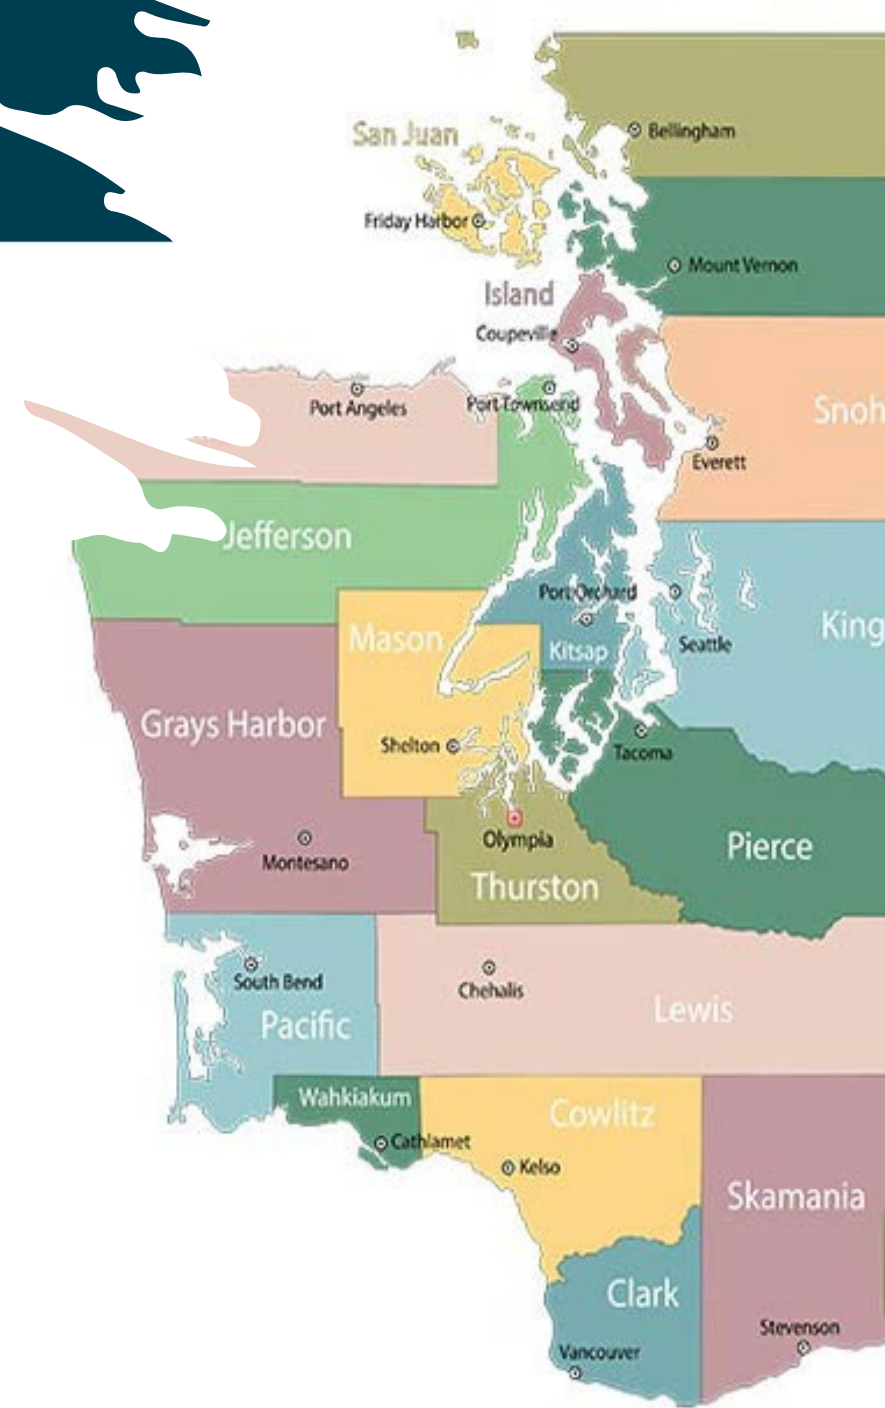 Bellingham
San Juan
Friday Harbor
Mount Vernon
Island
Coupeville
Port Angeles
Port Townsend
Snoh
Everett
Jefferson
Port Orchard
King
Mason
Kitsap
Seattle
Grays Harbor
Shelton
Tacoma
Olympia
Pierce
Montesano
Thurston
South Bend
Chehalis
Lewis
Pacific
Wahkiakum
Cowlitz
Cathlamet
Kelso
Skamania
Clark
Stevenson
Vancouver